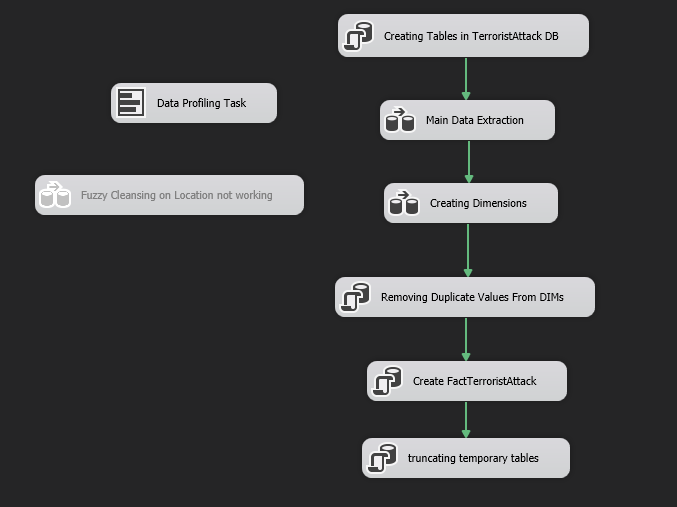 Creating Tables in TerroristAttack DB
Data Profiling Task
Main Data Extraction
Fuzzy Cleansing on Location not working
Creating Dimensions
Removing Duplicate Values From DIMs
Create FactTerroristAttack
truncating temporary tables